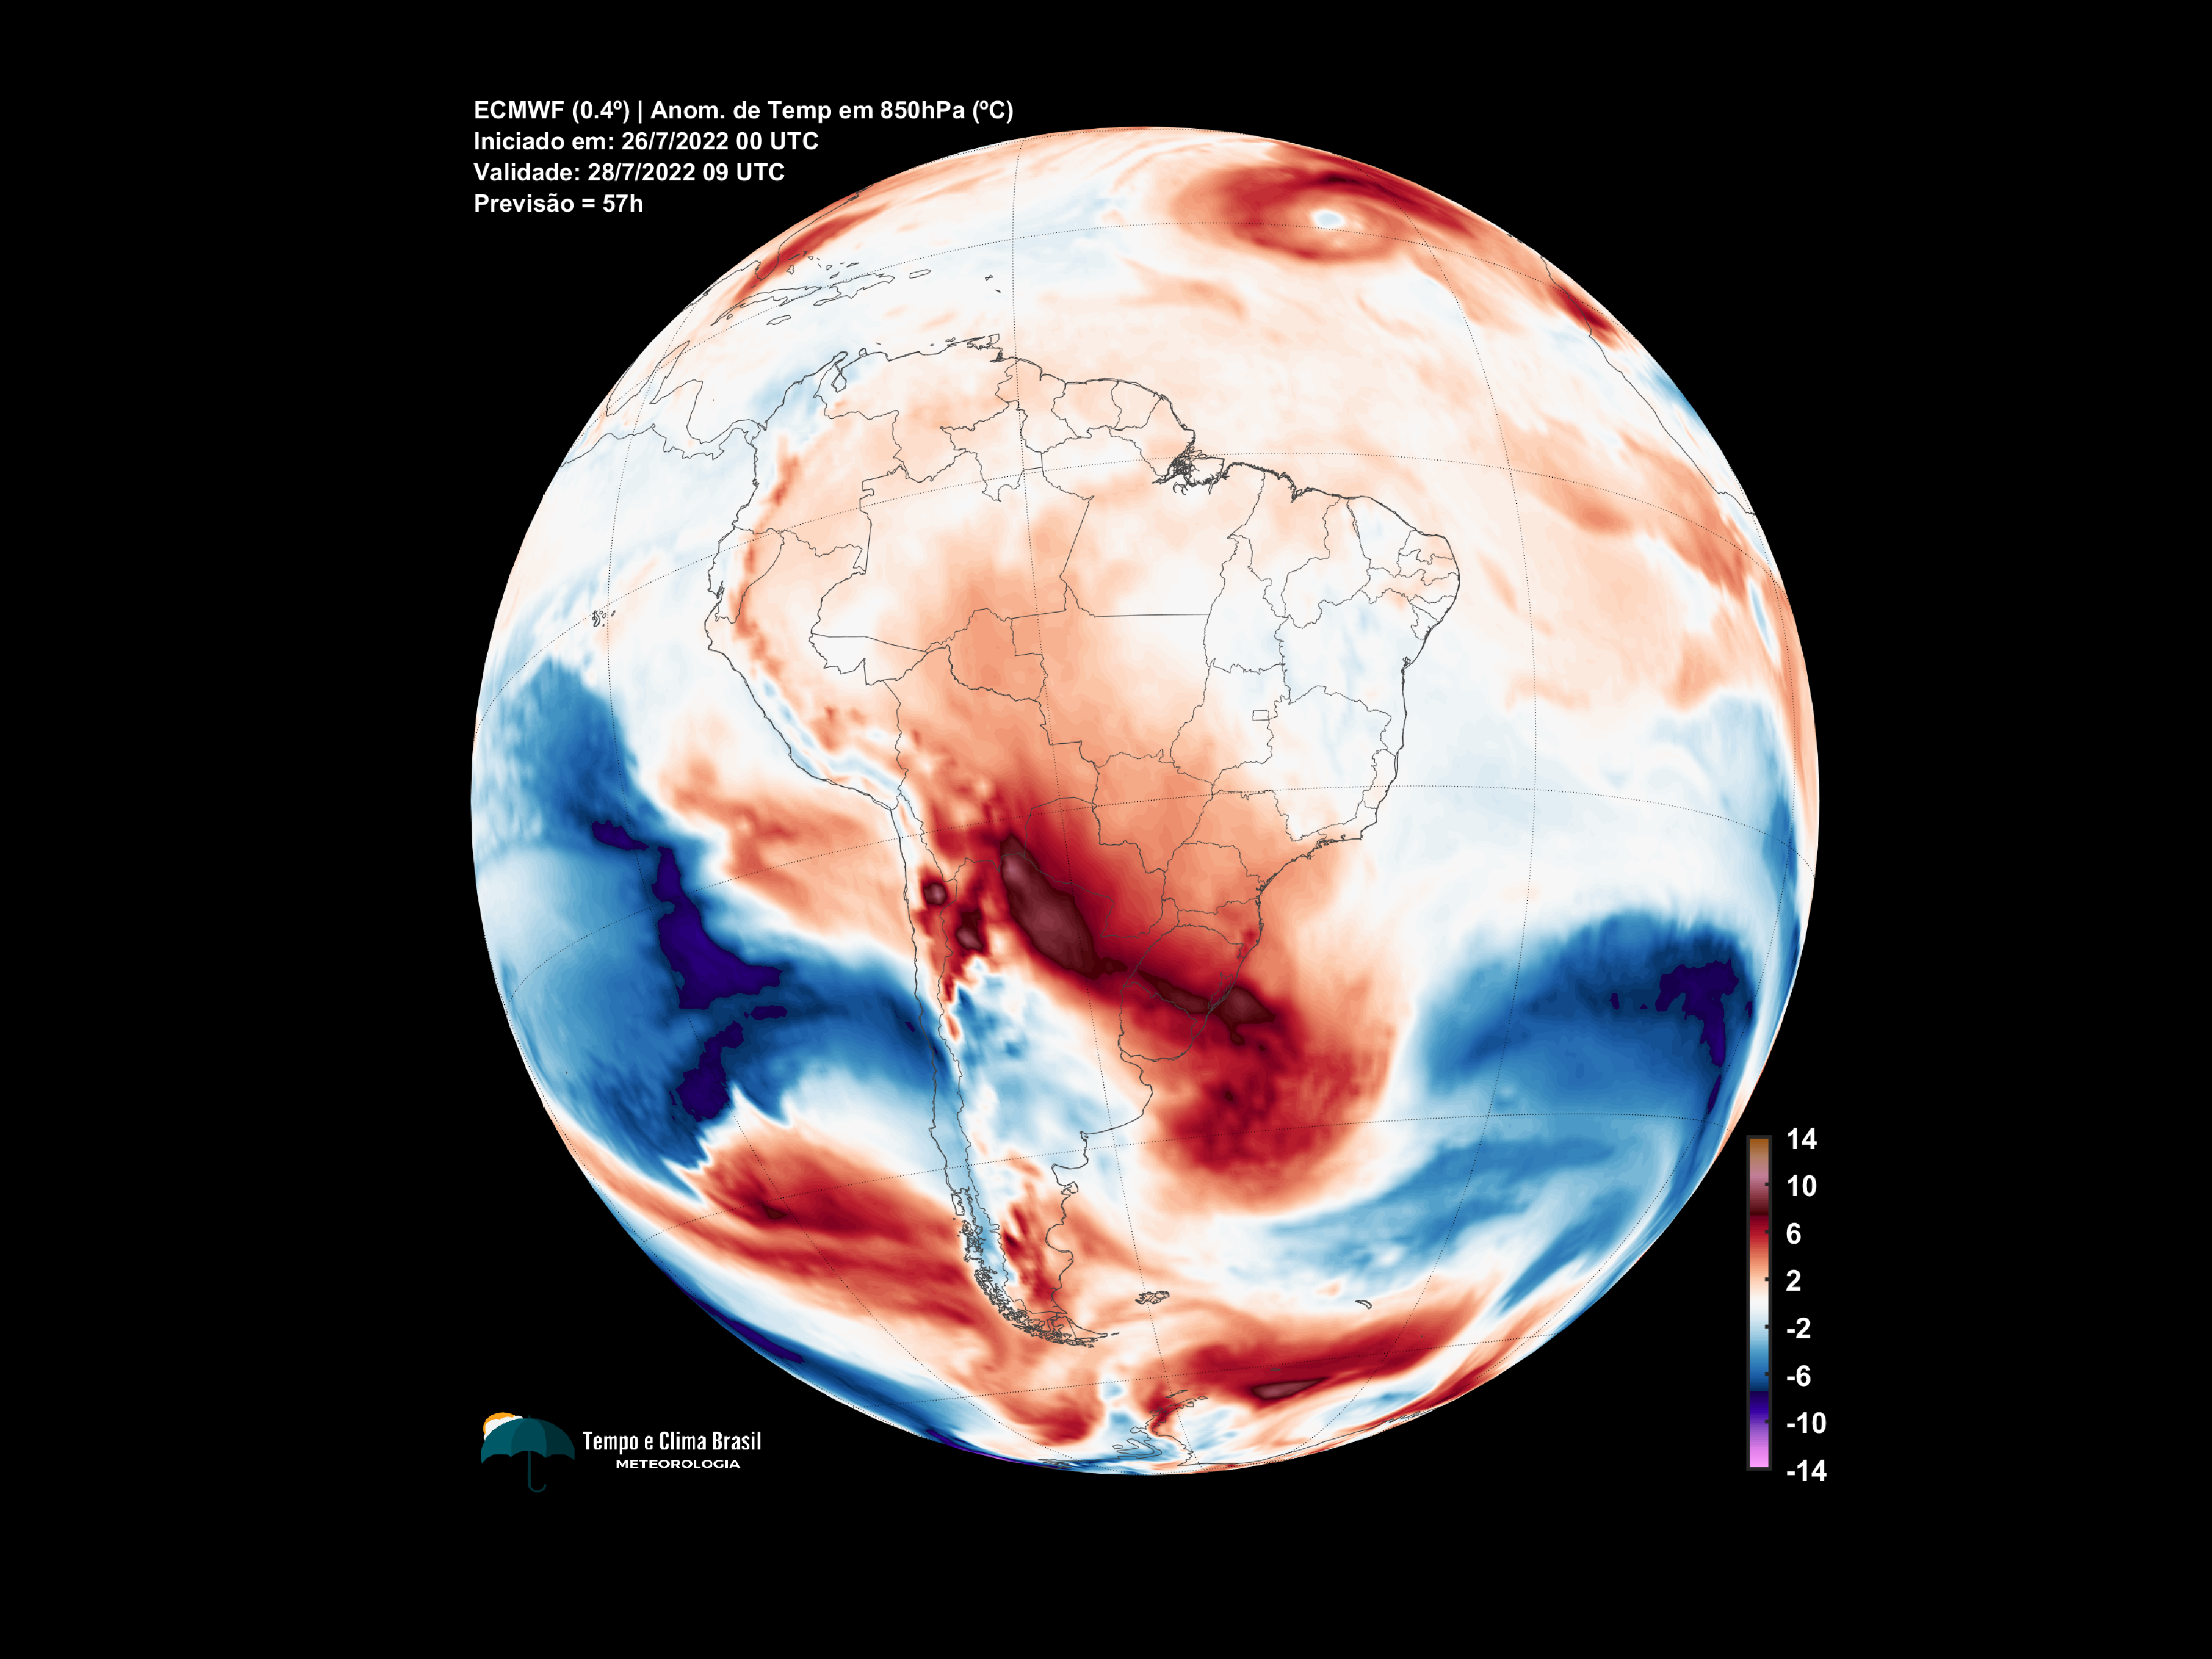 ECMWF (0.4º) | Anom. de Temp em 850hPa (ºC)
Iniciado em: 26/7/2022 00 UTC
Validade: 28/7/2022 09 UTC
Previsão = 57h
14
10
6
2
-2
-6
-10
-14
Tempo e Clima Brasil
METEOROLOGIA